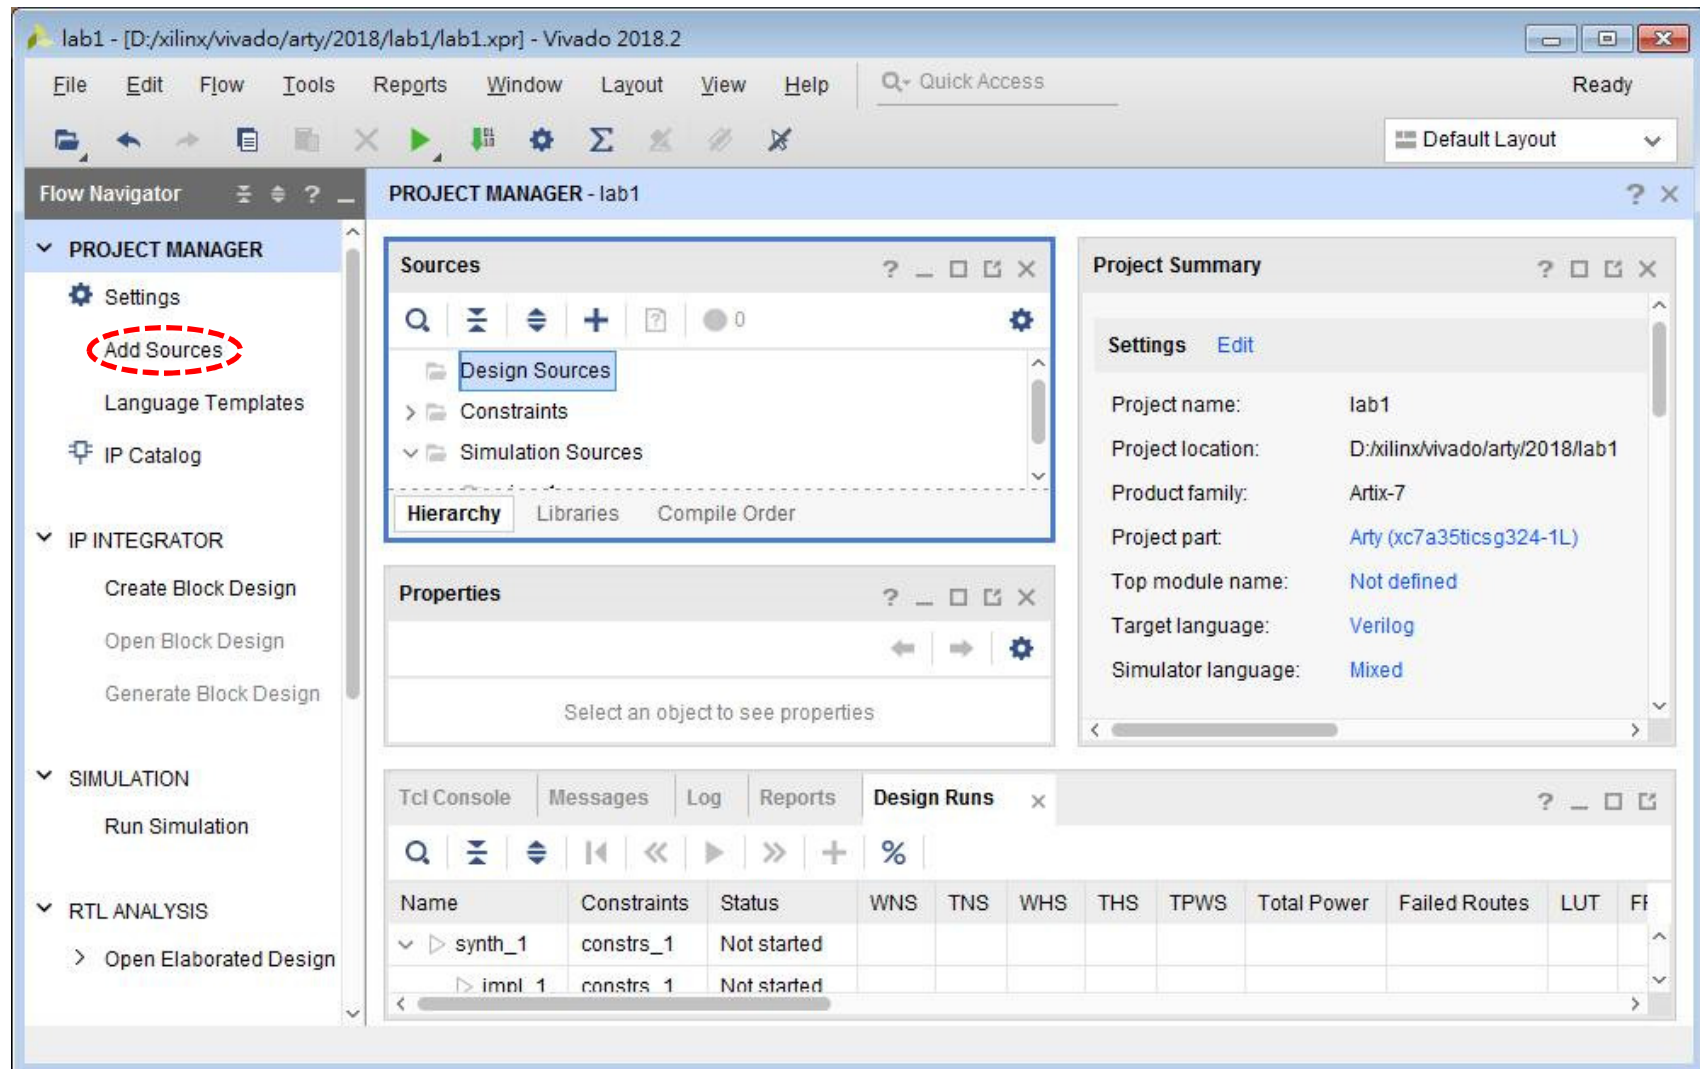 lab1 - [D:/xilinx/vivado/arty/2018/lab1/lab1.xpr] - Vivado 2018.2
File Edit Flow Tools Reports Window Layout View Help Quick Access Ready
Default Layout
Flow Navigator
PROJECT MANAGER
Settings
Add Sources
Language Templates
IP Catalog
IP INTEGRATOR
Create Block Design
Open Block Design
Generate Block Design
SIMULATION
Run Simulation
RTL ANALYSIS
Open Elaborated Design
PROJECT MANAGER - lab1
Sources
0
Design Sources
Constraints
Simulation Sources
Hierarchy Libraries Compile Order
Properties
Select an object to see properties
Project Summary
Settings Edit
Project name: lab1
Project location: D:/xilinx/vivado/arty/2018/lab1
Product family: Artix-7
Project part: Arty (xc7a35ticsg324-1L)
Top module name: Not defined
Target language: Verilog
Simulator language: Mixed
Tcl Console Messages Log Reports Design Runs
Name Constraints Status WNS TNS WHS THS TPWS Total Power Failed Routes LUT
synth_1 constrs_1 Not started
impl_1 constrs_1 Not started